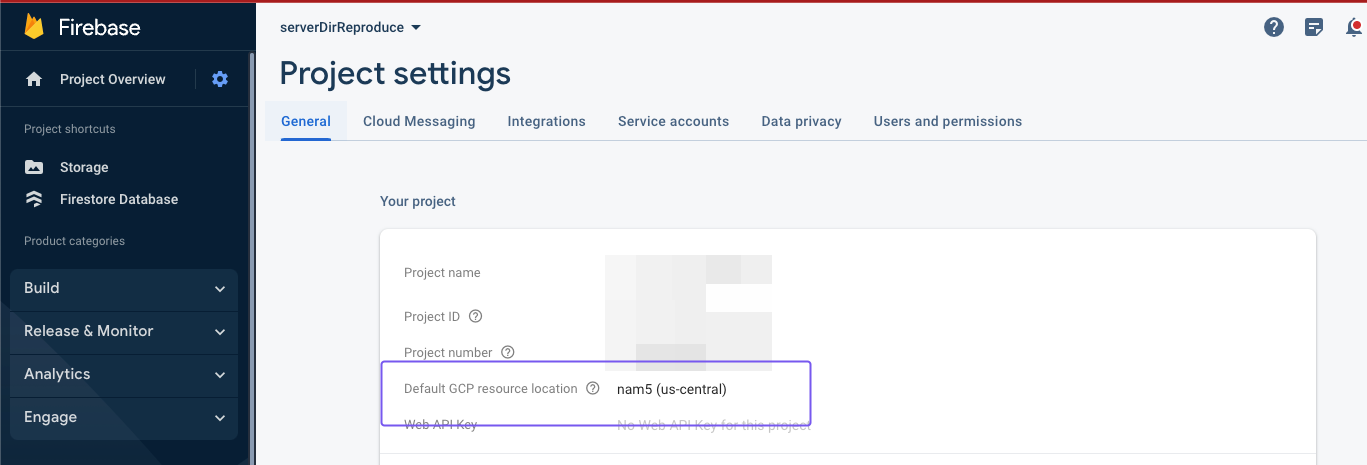 Firebase
serverDirReproduce
Project Overview
Project settings
General Cloud Messaging Integrations Service accounts Data privacy Users and permissions
Project shortcuts
Storage
Firestore Database
Product categories
Build
Release & Monitor
Analytics
Engage
Your project
Project name
Project ID
Project number
Default GCP resource location nam5 (us-central)
Web API Key No Web API Key for this project